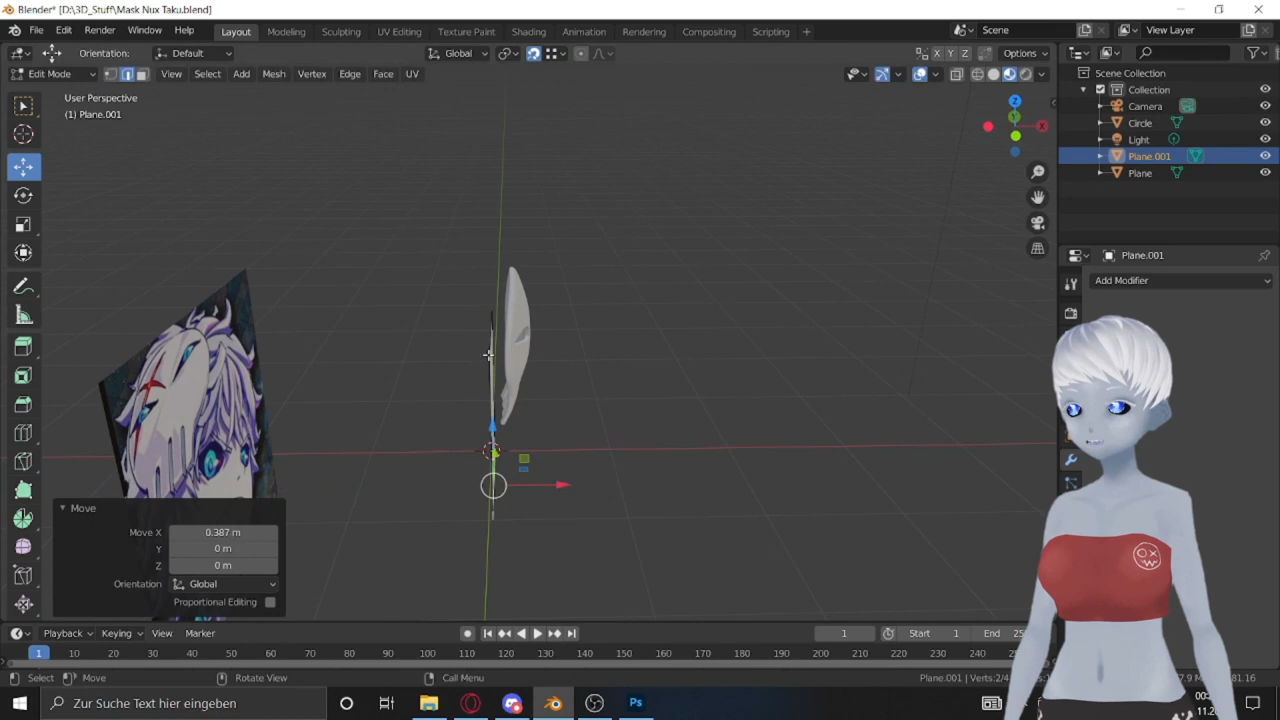 Blender* [D:\3D_Stuff\Mask Nux Taku.blend]
File Edit Render Window Help Layout Modeling Sculpting UV Editing Texture Paint Shading Animation Rendering Compositing Scripting + Scene View Layer
Orientation: Default Global X Y Z Options
Edit Mode View Select Add Mesh Vertex Edge Face UV
User Perspective
(1) Plane.001
Z
X
Scene Collection
Collection
Camera
Circle
Light
Plane.001
Plane
Plane.001
Add Modifier
Move
Move X 0.387 m
Y 0 m
Z 0 m
Orientation Global
Proportional Editing
Playback Keying View Marker 1 Start 1 End
1 10 20 30 40 50 60 70 80 90 100 110 120 130 140 150 160 170 180 190 200 210 220 230
Select Move Rotate View Call Menu Plane.001 | Verts:2/4
Zur Suche Text hier eingeben
Ps